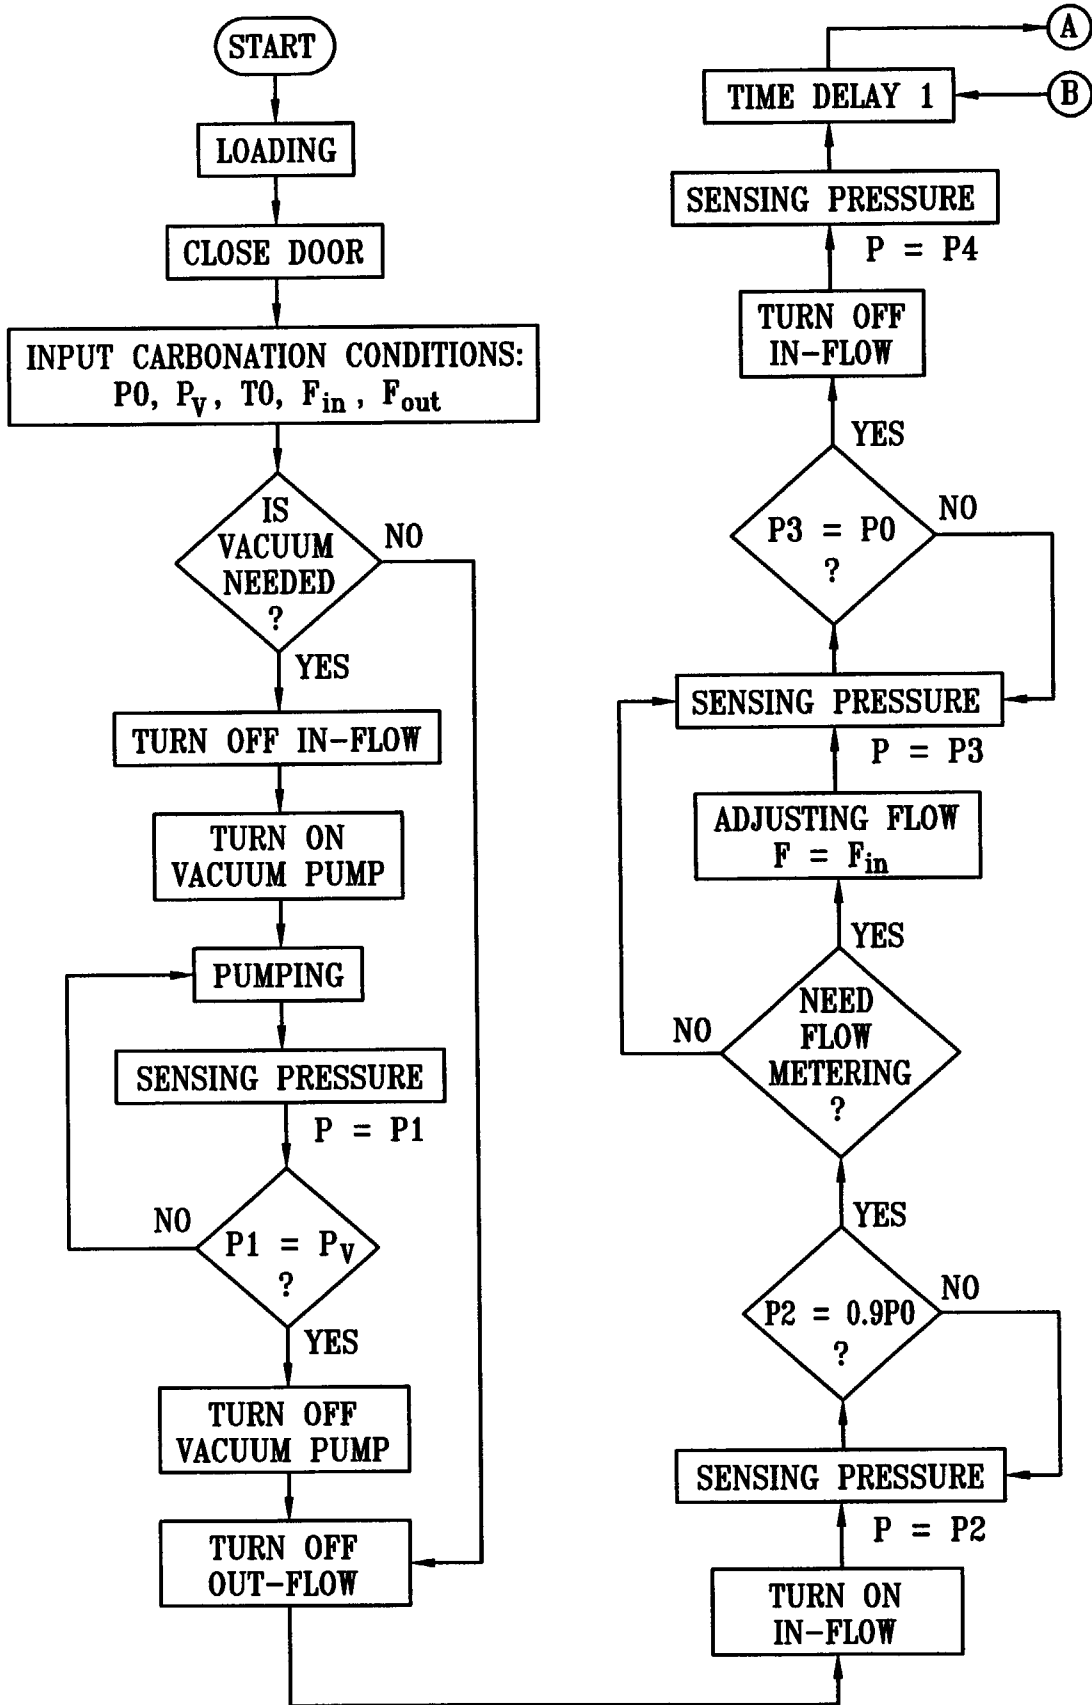 START
LOADING
CLOSE DOOR
INPUT CARBONATION CONDITIONS:
P0, Pv, T0, Fin, Fout
IS
VACUUM
NEEDED
?
NO
YES
TURN OFF IN-FLOW
TURN ON
VACUUM PUMP
PUMPING
SENSING PRESSURE
P = P1
NO
P1 = Pv
?
YES
TURN OFF
VACUUM PUMP
TURN OFF
OUT-FLOW
A
TIME DELAY 1
B
SENSING PRESSURE
P = P4
TURN OFF
IN-FLOW
YES
P3 = P0
?
NO
SENSING PRESSURE
P = P3
ADJUSTING FLOW
F = Fin
YES
NEED
FLOW
METERING
?
NO
YES
P2 = 0.9P0
?
NO
SENSING PRESSURE
P = P2
TURN ON
IN-FLOW